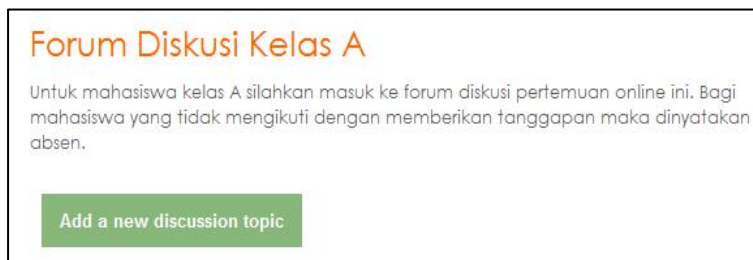 Forum Diskusi Kelas A
Untuk mahasiswa kelas A silahkan masuk ke forum diskusi pertemuan online ini. Bagi
mahasiswa yang tidak mengikuti dengan memberikan tanggapan maka dinyatakan
absen.
Add a new discussion topic